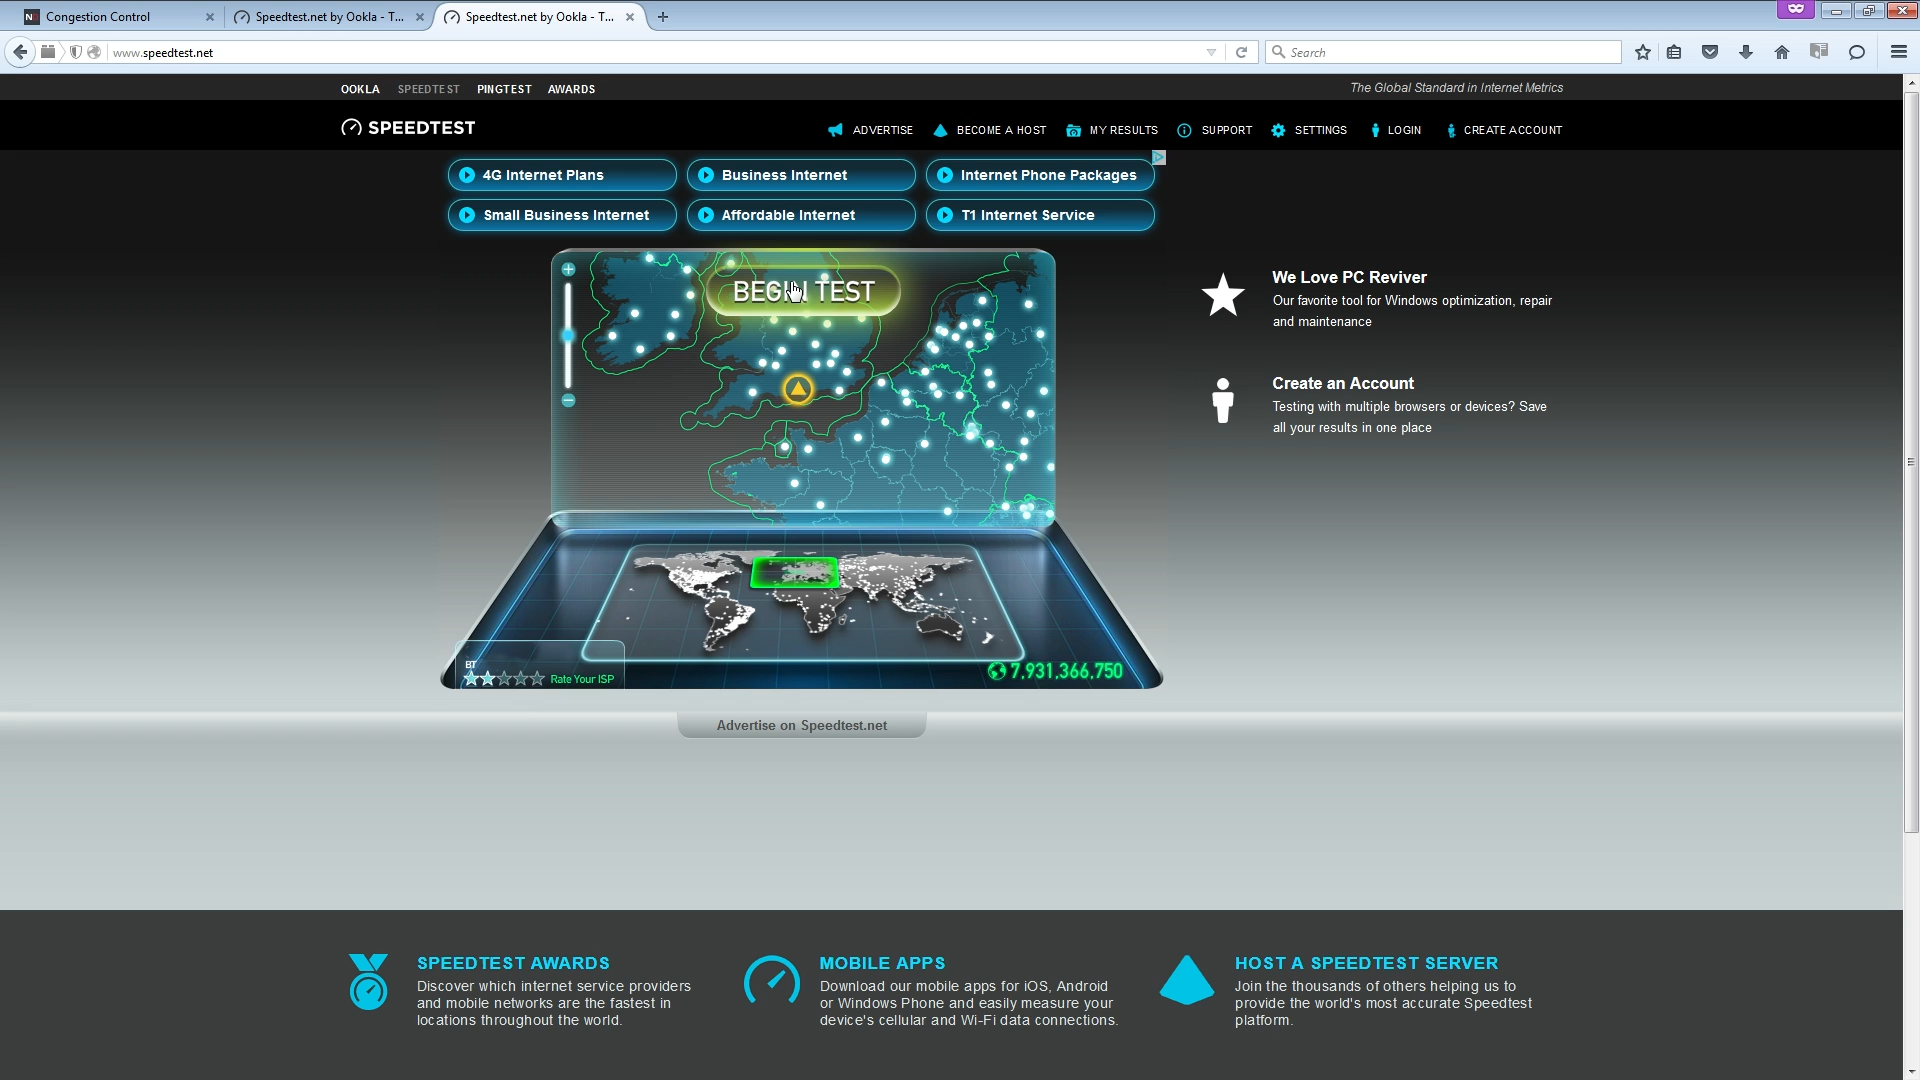 Congestion Control
Speedtest.net by Ookla - T...
Speedtest.net by Ookla - T...
www.speedtest.net
Search
OOKLA SPEEDTEST PINGTEST AWARDS
The Global Standard in Internet Metrics
SPEEDTEST
ADVERTISE BECOME A HOST MY RESULTS SUPPORT SETTINGS LOGIN CREATE ACCOUNT
4G Internet Plans Business Internet Internet Phone Packages
Small Business Internet Affordable Internet T1 Internet Service
BEGIN TEST
We Love PC Reviver
Our favorite tool for Windows optimization, repair
and maintenance
Create an Account
Testing with multiple browsers or devices? Save
all your results in one place
BT
Rate Your ISP
7,931,366,750
Advertise on Speedtest.net
SPEEDTEST AWARDS
Discover which internet service providers
and mobile networks are the fastest in
locations throughout the world.
MOBILE APPS
Download our mobile apps for iOS, Android
or Windows Phone and easily measure your
device's cellular and Wi-Fi data connections.
HOST A SPEEDTEST SERVER
Join the thousands of others helping us to
provide the world's most accurate Speedtest
platform.